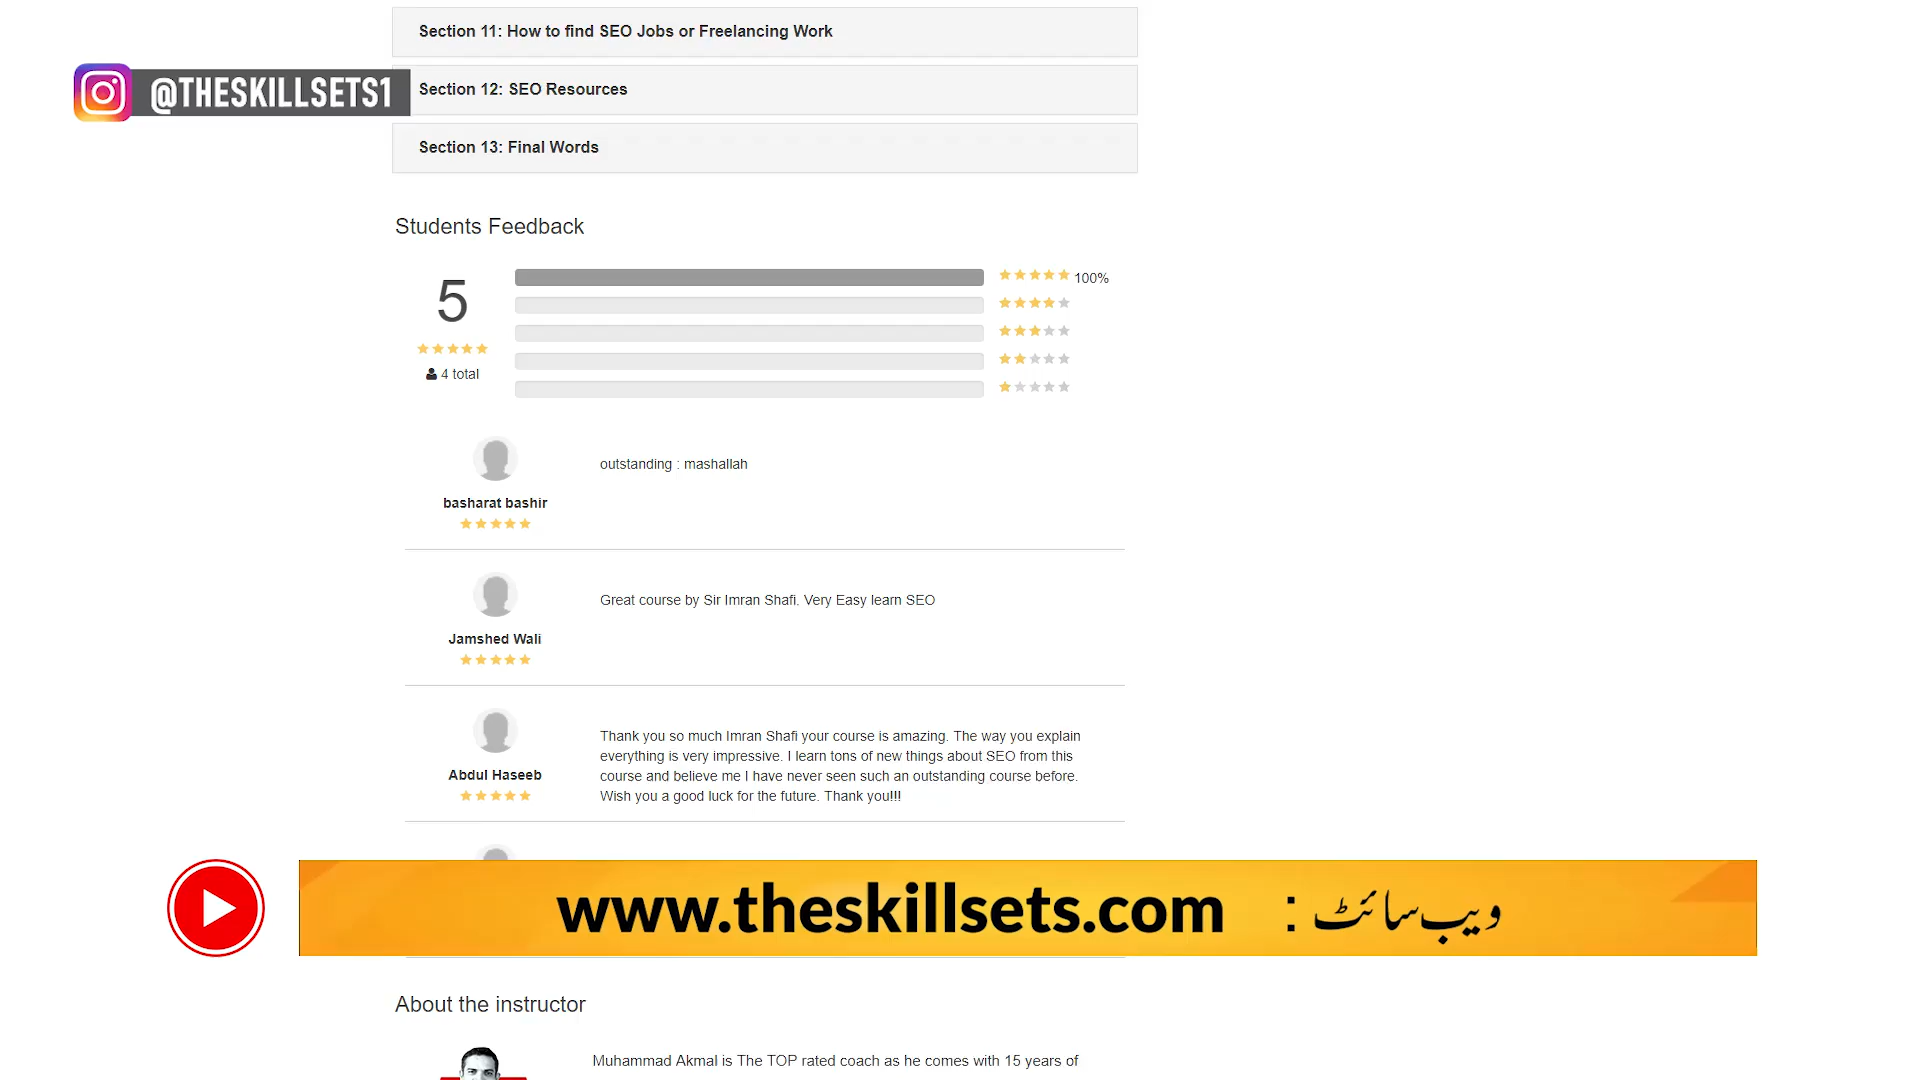 Section 11: How to find SEO Jobs or Freelancing Work
@THESKILLSETS1
Section 12: SEO Resources
Section 13: Final Words
Students Feedback
5
4 total
100%
outstanding : mashallah
basharat bashir
Great course by Sir Imran Shafi. Very Easy learn SEO
Jamshed Wali
Thank you so much Imran Shafi your course is amazing. The way you explain
everything is very impressive. I learn tons of new things about SEO from this
course and believe me I have never seen such an outstanding course before.
Wish you a good luck for the future. Thank you!!!
Abdul Haseeb
ویب سائٹ : www.theskillsets.com
About the instructor
Muhammad Akmal is The TOP rated coach as he comes with 15 years of